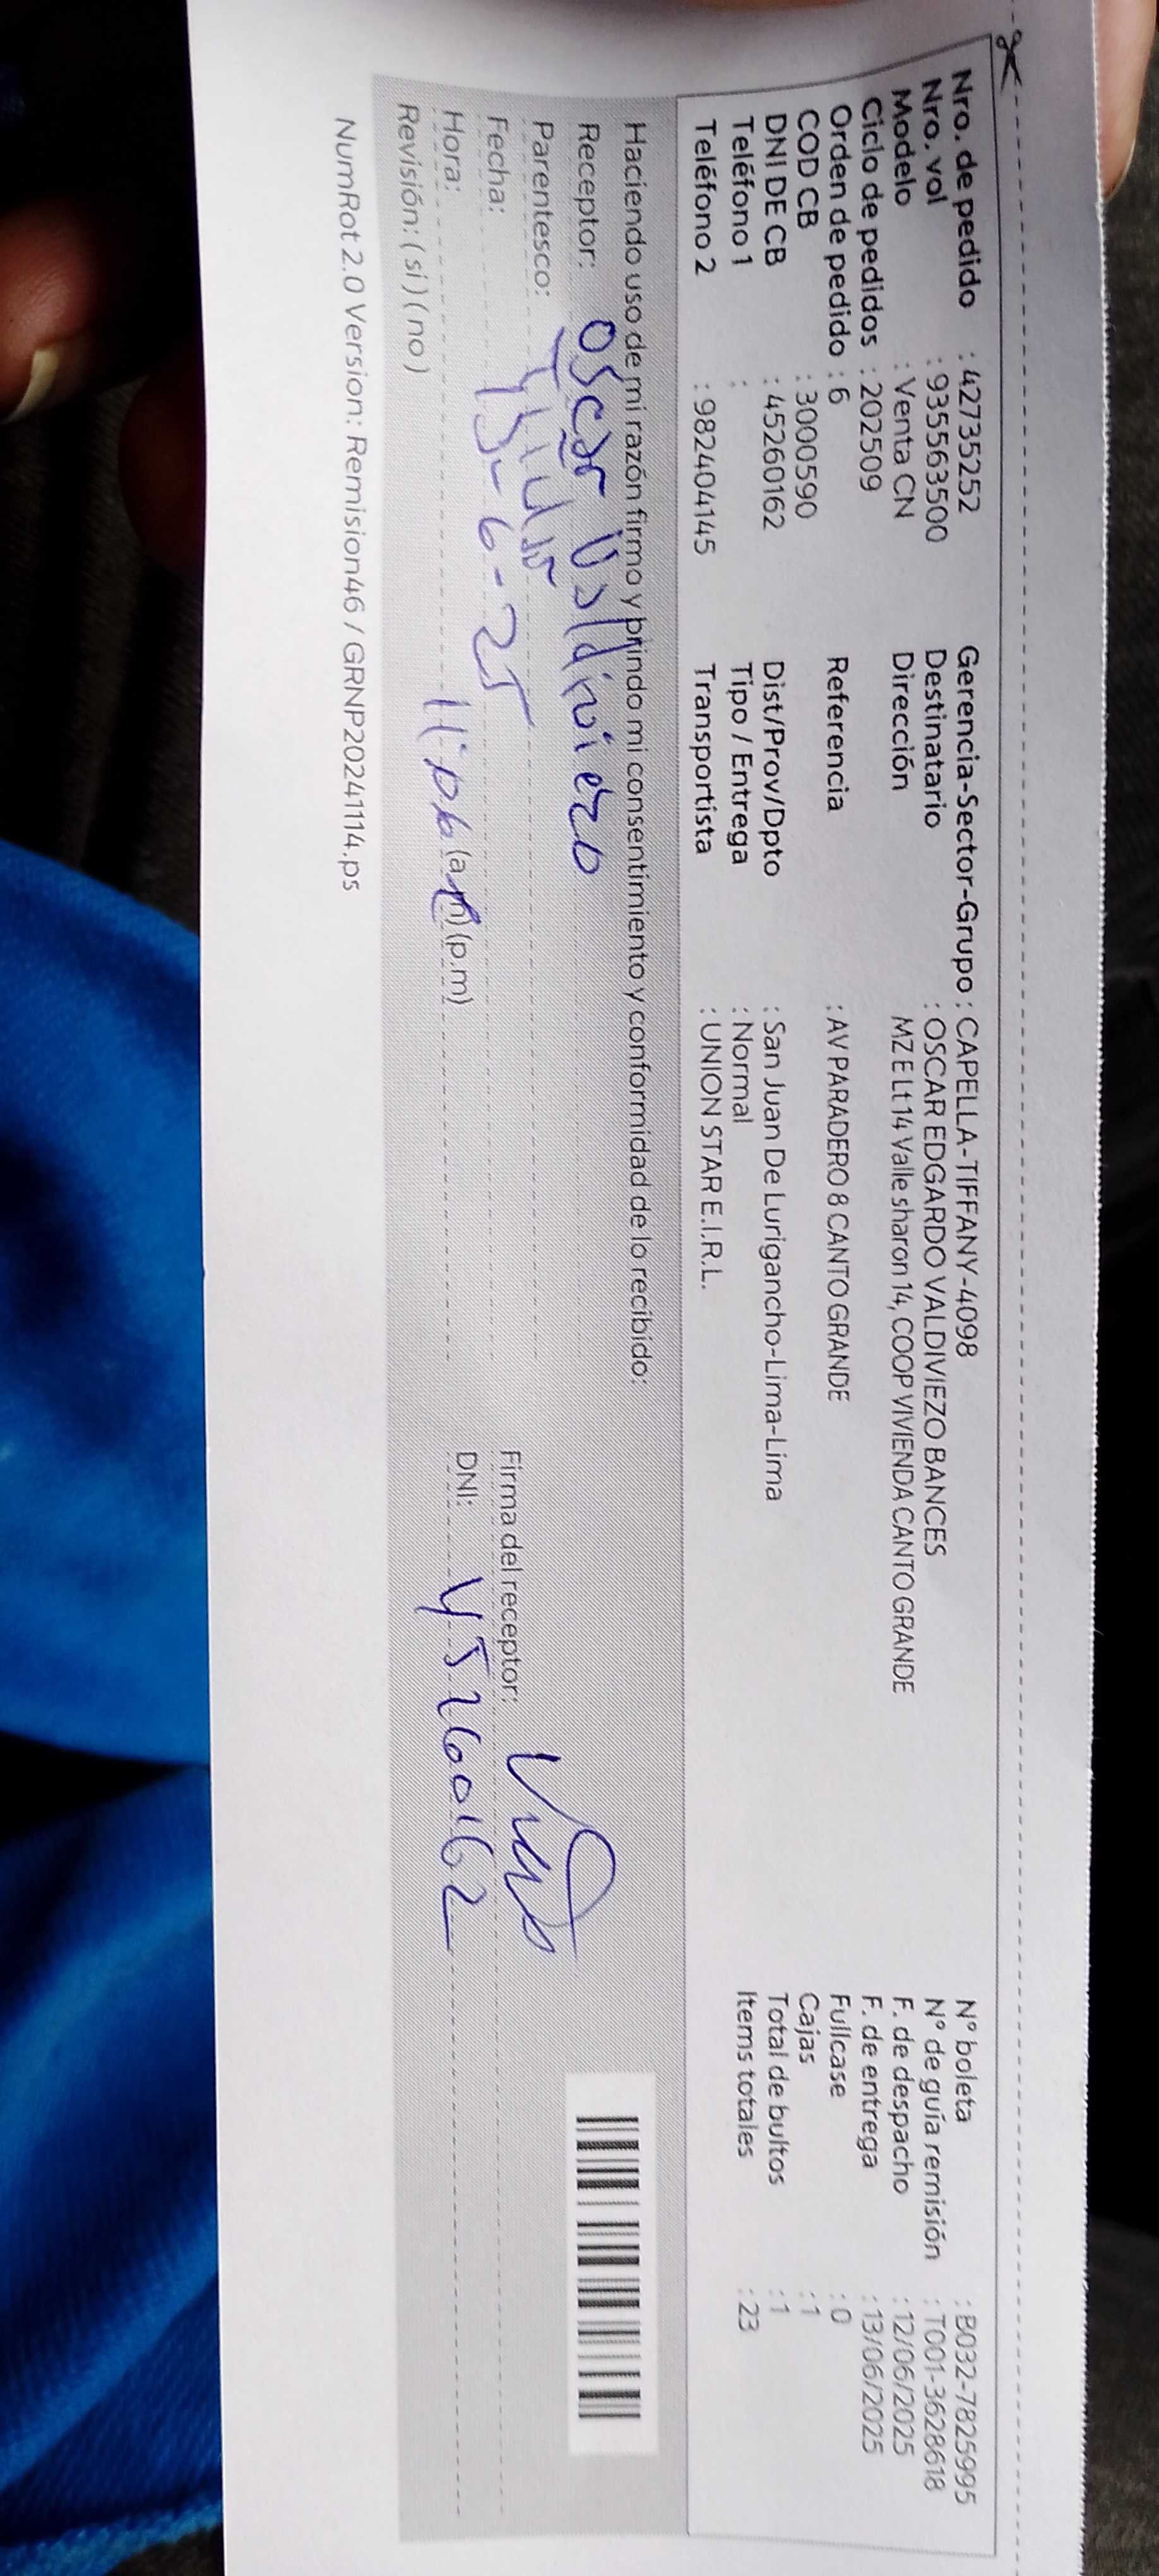 Nro. de pedido : 42735252 Gerencia-Sector-Grupo : CAPELLA-TIFFANY-4098 N° boleta : B032-7825995
Nro. vol : 935563500 Destinatario : OSCAR EDGARDO VALDIVIEZO BANCES N° de guía remisión : T001-3628618
Modelo : Venta CN Dirección MZ E Lt 14 Valle sharon 14, COOP VIVIENDA CANTO GRANDE F. de despacho : 12/06/2025
Ciclo de pedidos : 202509 F. de entrega : 13/06/2025
Orden de pedido : 6 Referencia : AV PARADERO 8 CANTO GRANDE Fullcase : 0
COD CB : 3000590 Cajas : 1
DNI DE CB : 45260162 Dist/Prov/Dpto : San Juan De Lurigancho-Lima-Lima Total de bultos : 1
Teléfono 1 : Tipo / Entrega : Normal Items totales : 23
Teléfono 2 : 982404145 Transportista : UNION STAR E.I.R.L.
Haciendo uso de mi razón firmo y brindo mi consentimiento y conformidad de lo recibido:
Receptor: Oscar Valdiviezo
Parentesco: Titular
Fecha: 13-6-25 Firma del receptor:
Hora: (a.m) (p.m) DNI: 45260162
Revisión: ( si ) ( no )
NumRot 2.0 Version: Remision46 / GRNP20241114.ps